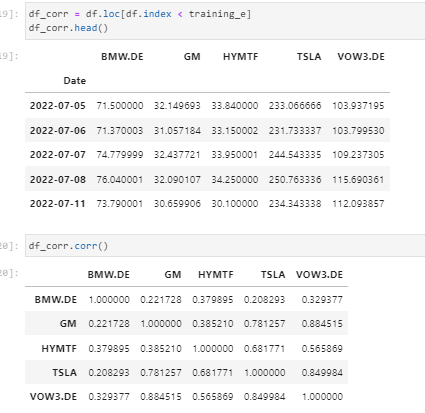 19]: df_corr = df.loc[df.index < training_e]
df_corr.head()
19]: BMW.DE GM HYMTF TSLA VOW3.DE
Date
2022-07-05 71.500000 32.149693 33.840000 233.066666 103.937195
2022-07-06 71.370003 31.057184 33.150002 231.733337 103.799530
2022-07-07 74.779999 32.437721 33.950001 244.543335 109.237305
2022-07-08 76.040001 32.090107 34.250000 250.763336 115.690361
2022-07-11 73.790001 30.659906 30.100000 234.343338 112.093857
20]: df_corr.corr()
20]: BMW.DE GM HYMTF TSLA VOW3.DE
BMW.DE 1.000000 0.221728 0.379895 0.208293 0.329377
GM 0.221728 1.000000 0.385210 0.781257 0.884515
HYMTF 0.379895 0.385210 1.000000 0.681771 0.565869
TSLA 0.208293 0.781257 0.681771 1.000000 0.849984
VOW3.DE 0.329377 0.884515 0.565869 0.849984 1.000000